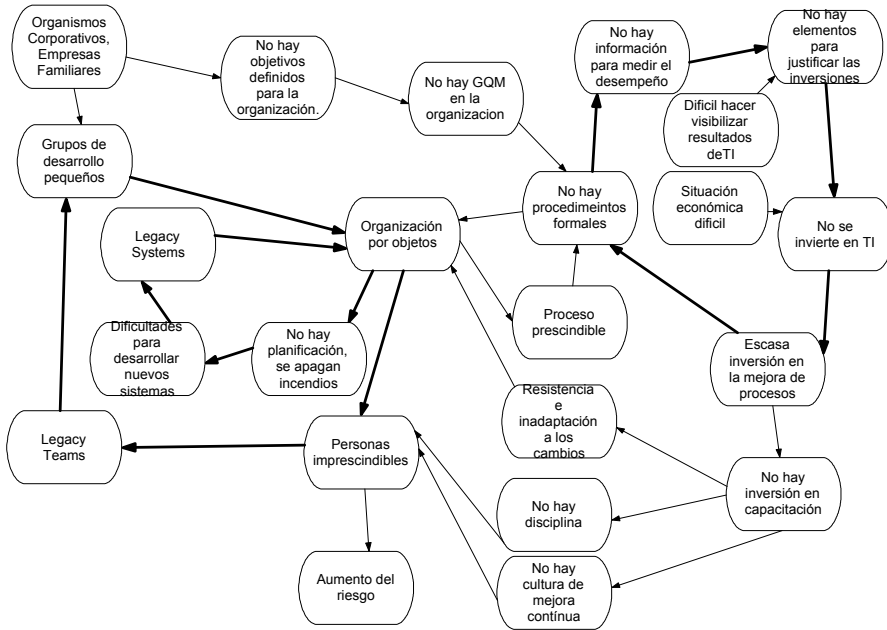 Organismos
Corporativos,
Empresas
Familiares
No hay
objetivos
definidos
para la
organización.
No hay GQM
en la
organizacion
No hay
información
para medir el
desempeño
No hay
elementos
para
justificar las
inversiones
Dificil hacer
visibilizar
resultados
deTI
Grupos de
desarrollo
pequeños
Legacy
Systems
Organización
por objetos
No hay
procedimeintos
formales
Situación
económica
dificil
No se
invierte en TI
Dificultades
para
desarrollar
nuevos
sistemas
No hay
planificación,
se apagan
incendios
Proceso
prescindible
Escasa
inversión en
la mejora de
procesos
Resistencia
e
inadaptación
a los
cambios
Legacy
Teams
Personas
imprescindibles
No hay
disciplina
No hay
inversión en
capacitación
Aumento del
riesgo
No hay
cultura de
mejora
contínua